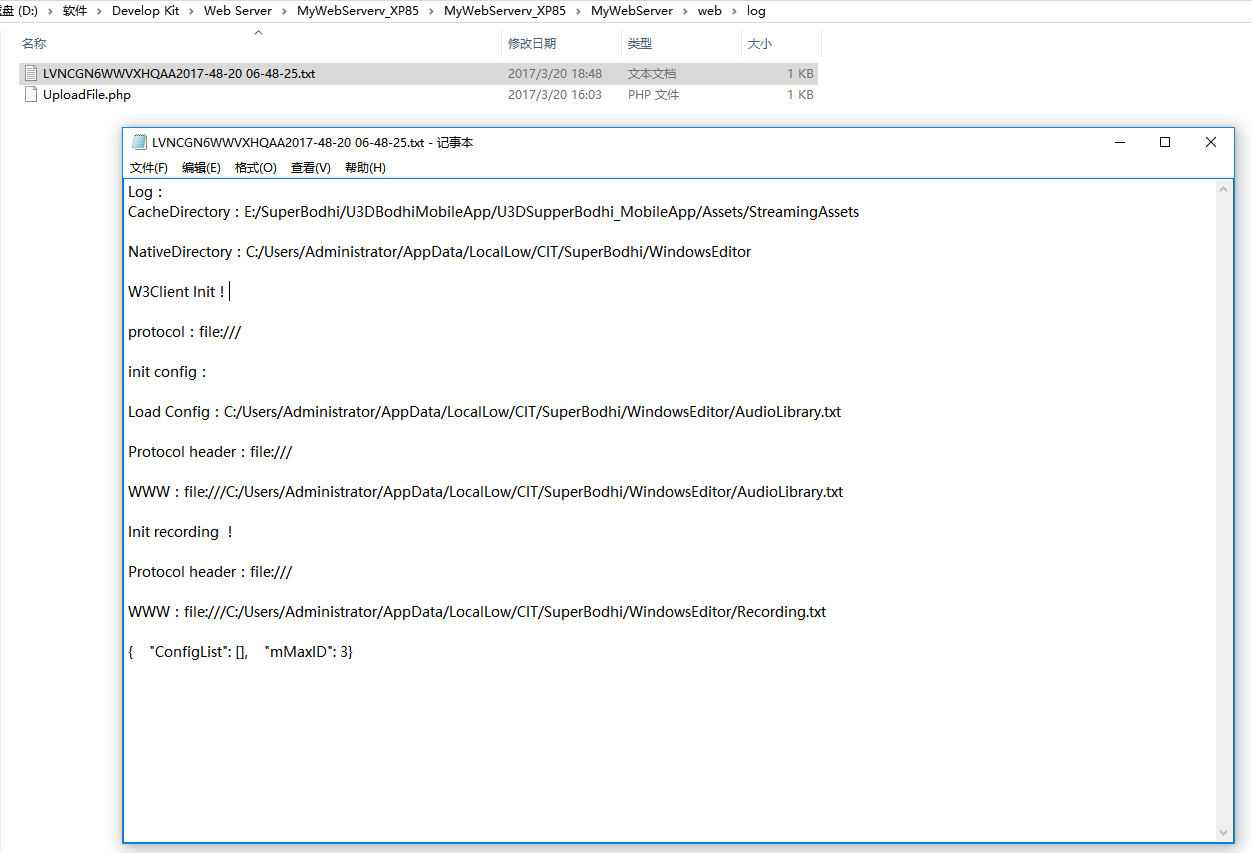 盘 (D:) › 软件 › Develop Kit › Web Server › MyWebServerv_XP85 › MyWebServerv_XP85 › MyWebServer › web › log
名称 修改日期 类型 大小
LVNCGN6WWVXHQAA2017-48-20 06-48-25.txt 2017/3/20 18:48 文本文档 1 KB
UploadFile.php 2017/3/20 16:03 PHP 文件 1 KB
LVNCGN6WWVXHQAA2017-48-20 06-48-25.txt - 记事本
文件(F) 编辑(E) 格式(O) 查看(V) 帮助(H)
Log :
CacheDirectory : E:/SuperBodhi/U3DBodhiMobileApp/U3DSupperBodhi_MobileApp/Assets/StreamingAssets
NativeDirectory : C:/Users/Administrator/AppData/LocalLow/CIT/SuperBodhi/WindowsEditor
W3Client Init !
protocol : file:///
init config :
Load Config : C:/Users/Administrator/AppData/LocalLow/CIT/SuperBodhi/WindowsEditor/AudioLibrary.txt
Protocol header : file:///
WWW : file:///C:/Users/Administrator/AppData/LocalLow/CIT/SuperBodhi/WindowsEditor/AudioLibrary.txt
Init recording !
Protocol header : file:///
WWW : file:///C:/Users/Administrator/AppData/LocalLow/CIT/SuperBodhi/WindowsEditor/Recording.txt
{ "ConfigList": [], "mMaxID": 3}